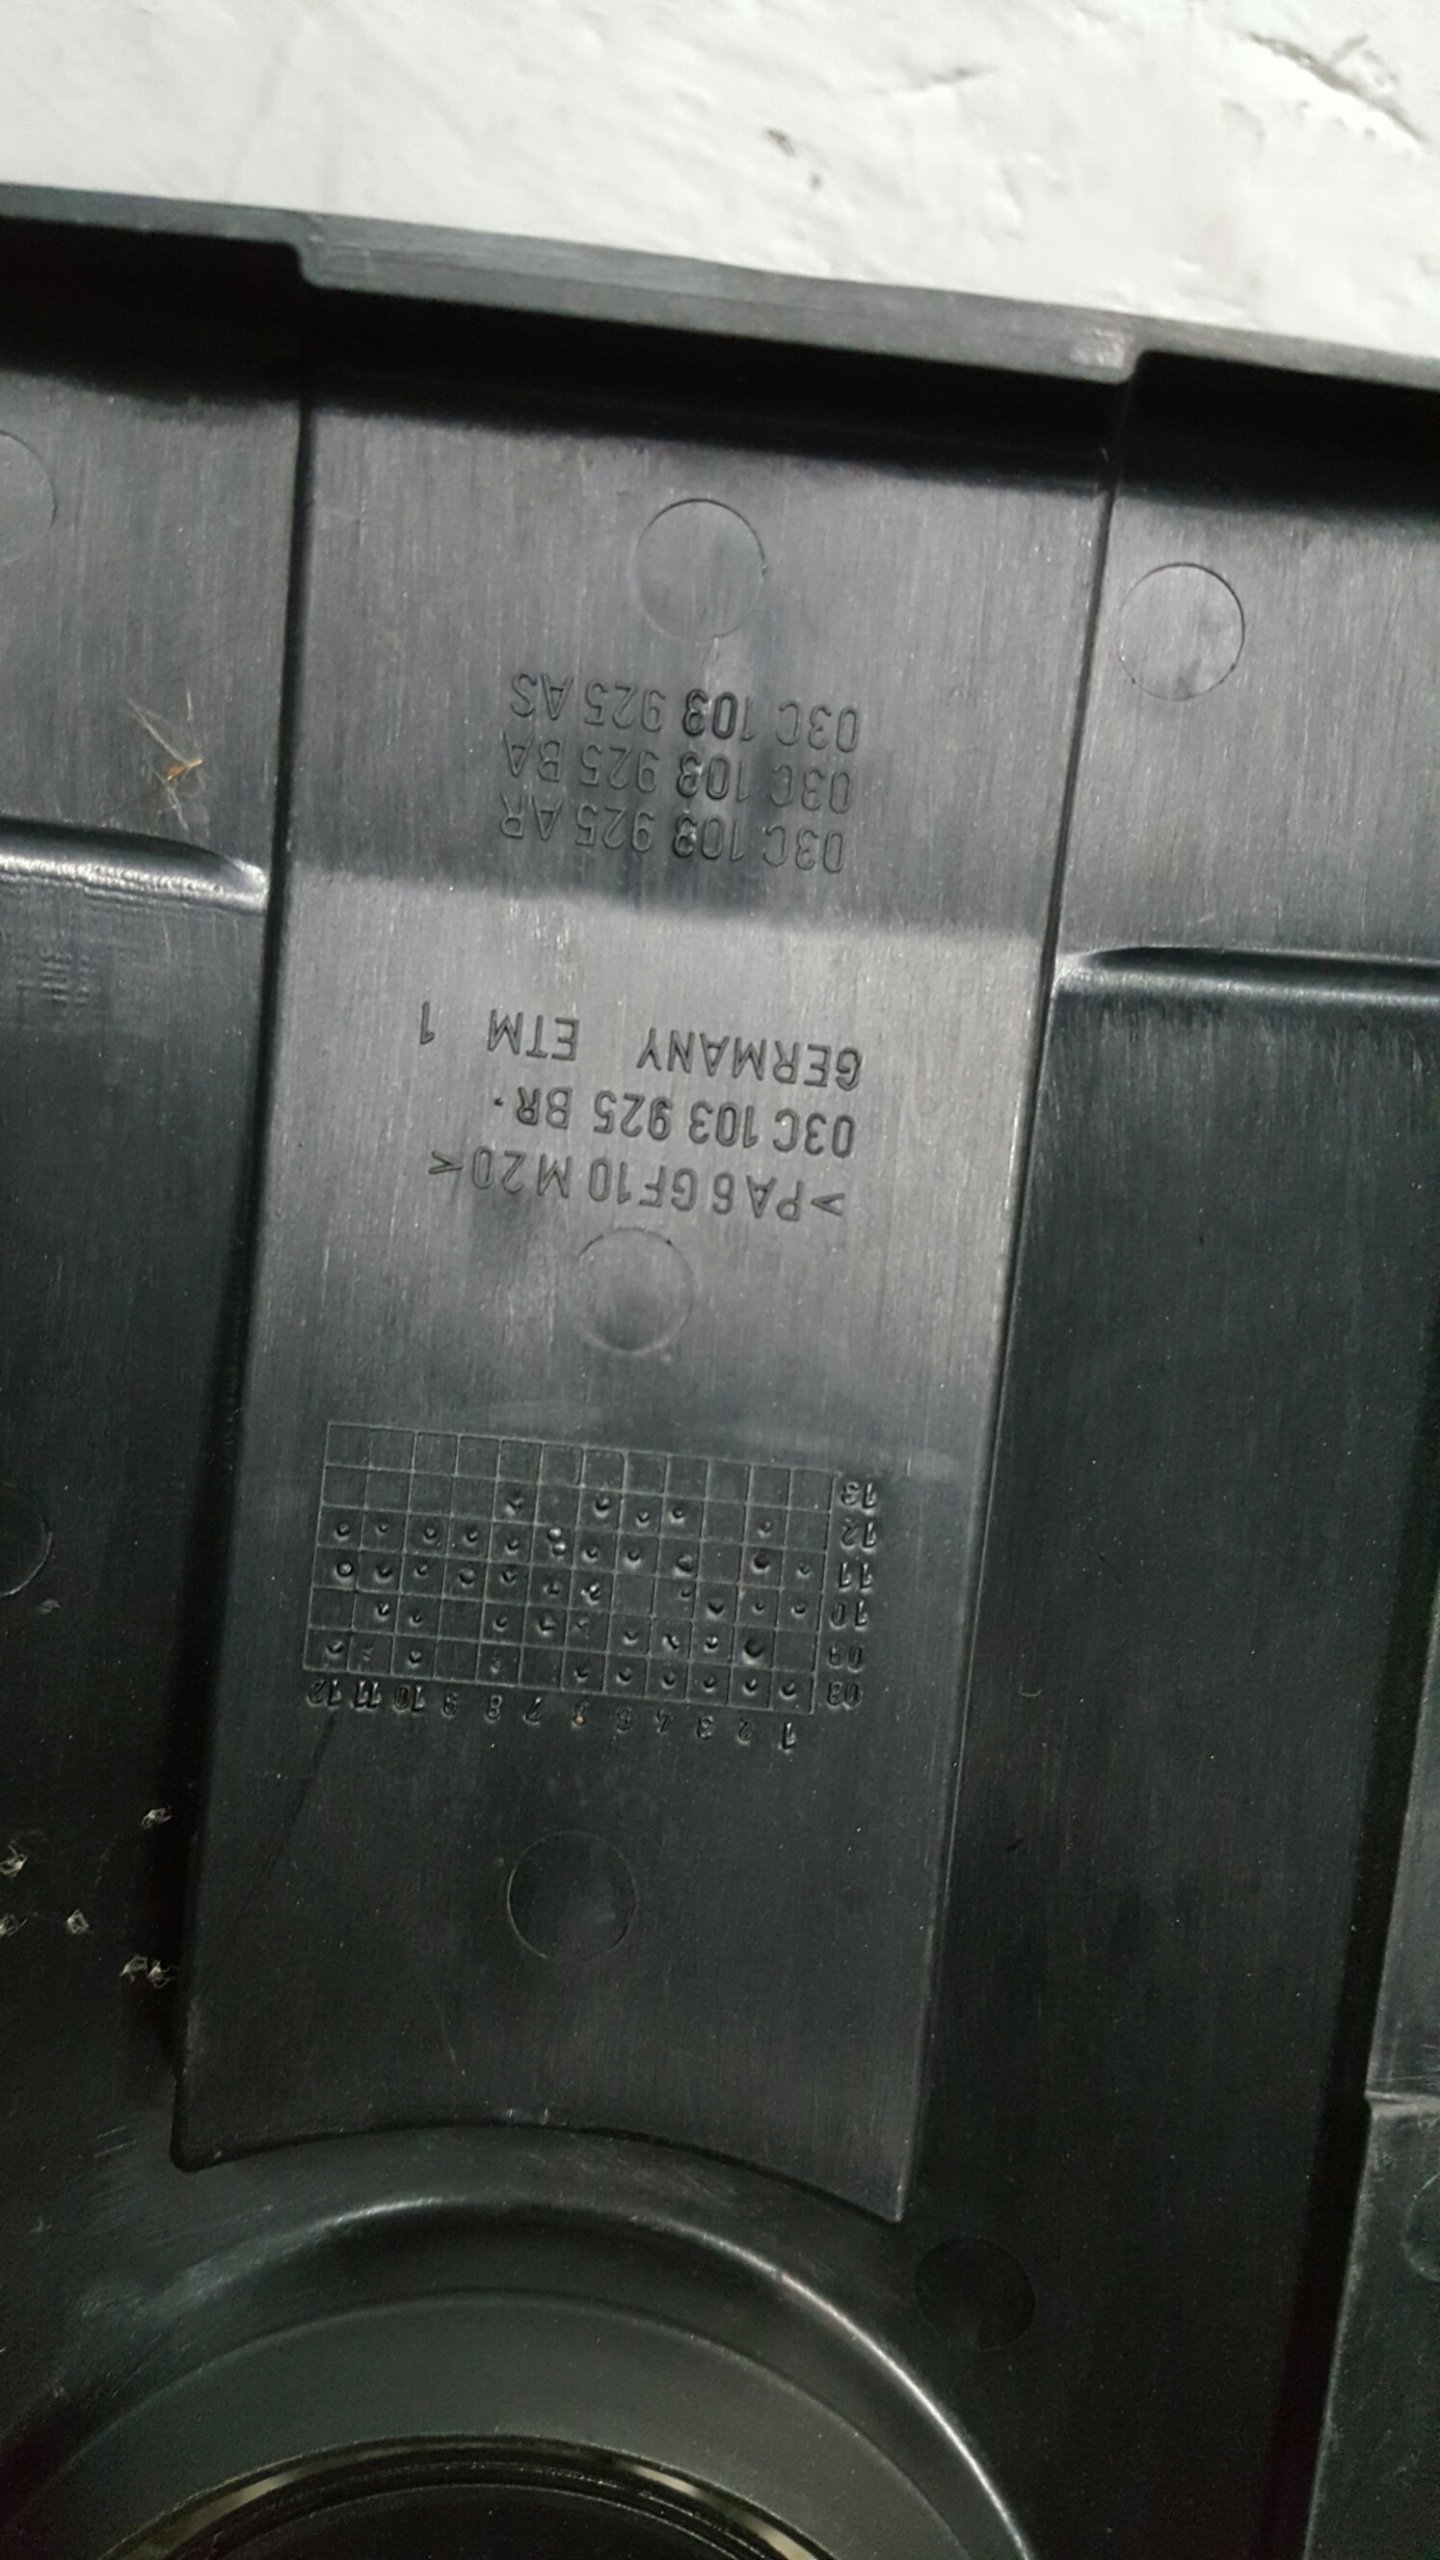 >PA6 GF10 M20<
03C 103 925 BR·
GERMANY ETM 1
03C 103 925 AR
03C 103 925 BA
03C 103 925 AS
1 2 3 4 5 6 7 8 9 10 11 12
08
09
10
11
12
13